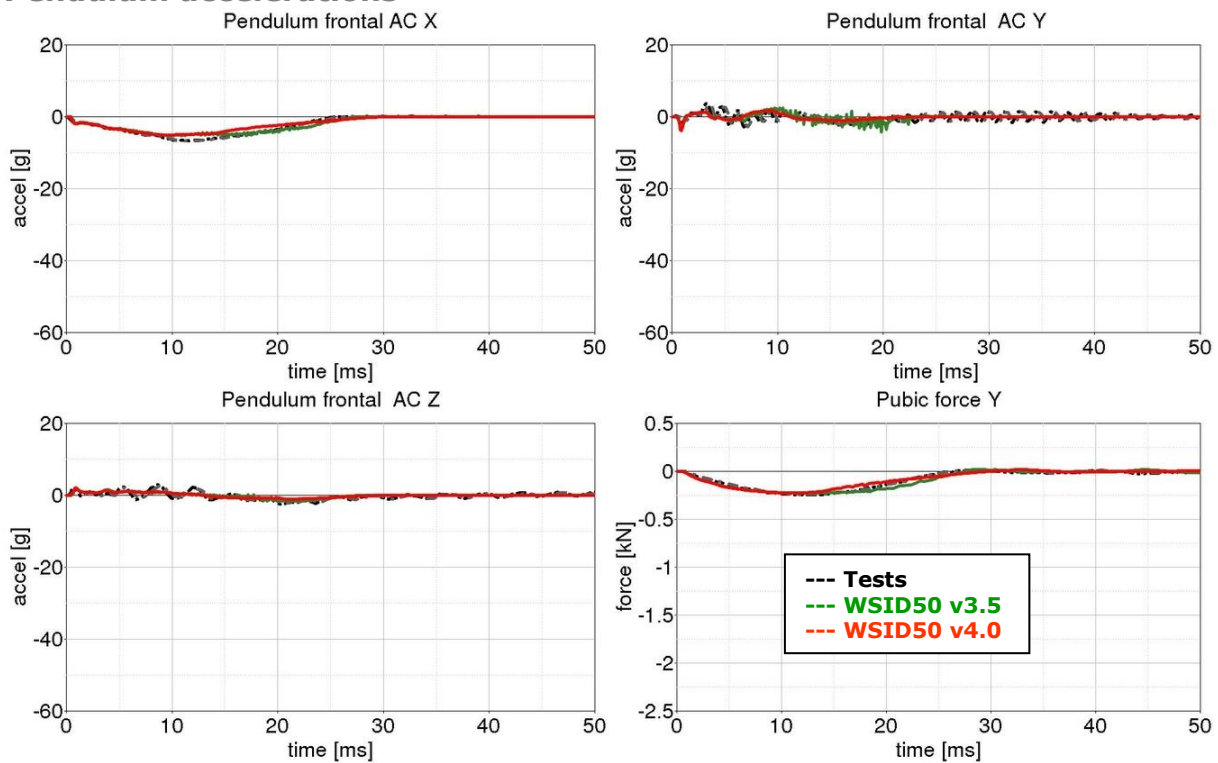 Pendulum accelerations
Pendulum frontal AC X
20
0
-20
-40
-60
accel [g]
0 10 20 30 40 50
time [ms]
Pendulum frontal AC Y
20
0
-20
-40
-60
accel [g]
0 10 20 30 40 50
time [ms]
Pendulum frontal AC Z
20
0
-20
-40
-60
accel [g]
0 10 20 30 40 50
time [ms]
Pubic force Y
0.5
0
-0.5
-1
-1.5
-2
-2.5
force [kN]
0 10 20 30 40 50
time [ms]
--- Tests
--- WSID50 v3.5
--- WSID50 v4.0